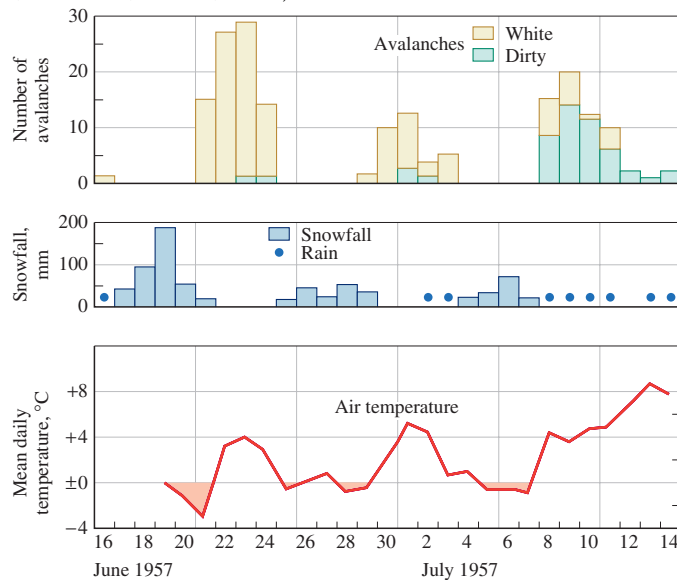 30
20
10
0
Number of
avalanches
Avalanches
White
Dirty
200
100
0
Snowfall,
mm
Snowfall
Rain
+8
+4
±0
−4
Mean daily
temperature, °C
Air temperature
16 18 20 22 24 26 28 30 2 4 6 8 10 12 14
June 1957 July 1957